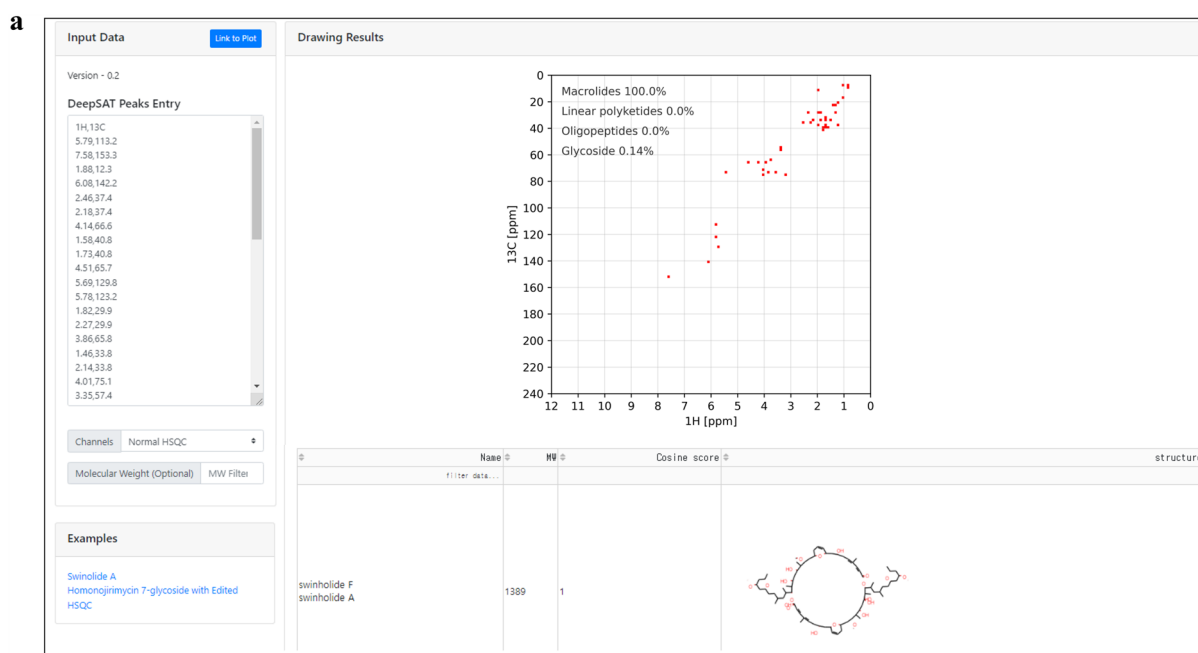 a
Input Data
Link to Plot
Version - 0.2
DeepSAT Peaks Entry
1H,13C
5.79,113.2
7.58,153.3
1.88,12.3
6.08,142.2
2.46,37.4
2.18,37.4
4.14,66.6
1.58,40.8
1.73,40.8
4.51,65.7
5.69,129.8
5.78,123.2
1.82,29.9
2.27,29.9
3.86,65.8
1.46,33.8
2.14,33.8
4.01,75.1
3.35,57.4
Channels Normal HSQC
Molecular Weight (Optional) MW Filter
Examples
Swinolide A
Homonojirimycin 7-glycoside with Edited
HSQC
Drawing Results
Macrolides 100.0%
Linear polyketides 0.0%
Oligopeptides 0.0%
Glycoside 0.14%
0
20
40
60
80
100
120
140
160
180
200
220
240
13C [ppm]
12 11 10 9 8 7 6 5 4 3 2 1 0
1H [ppm]
Name MW Cosine score structure
filter data...
swinholide F
swinholide A
1389 1